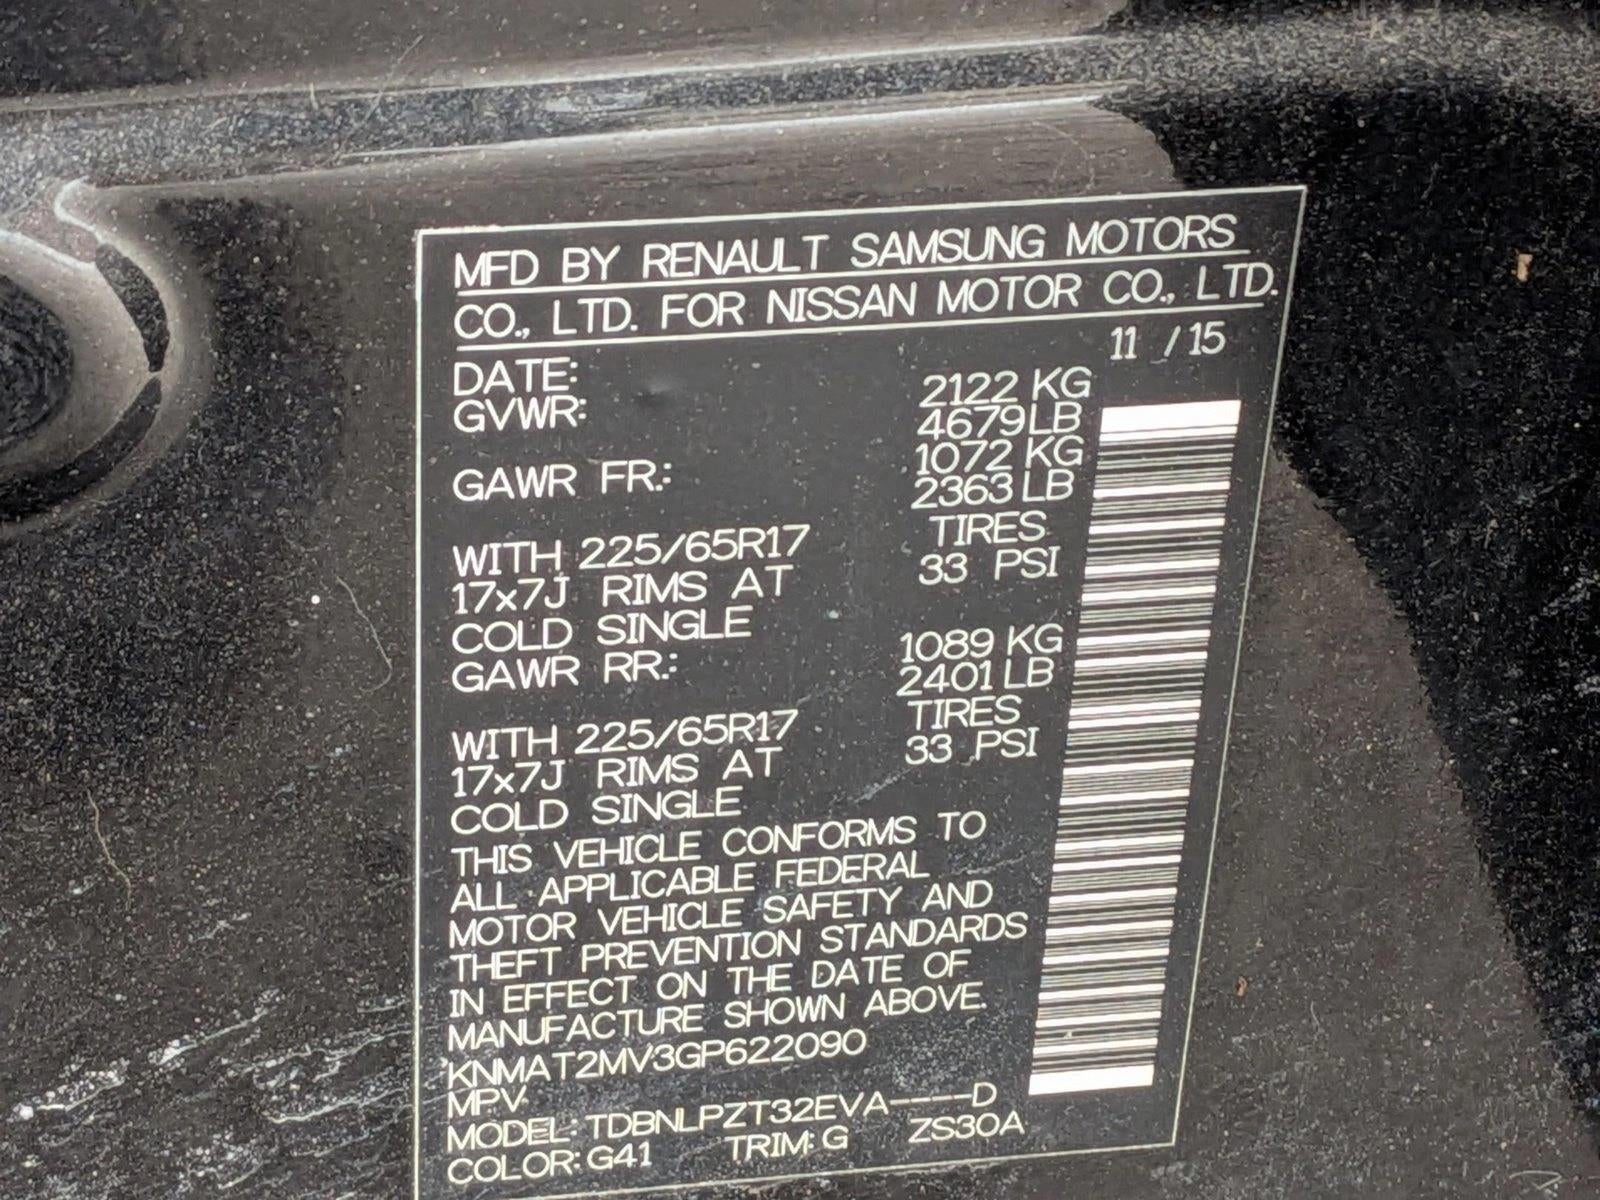 MFD BY RENAULT SAMSUNG MOTORS
CO., LTD. FOR NISSAN MOTOR CO., LTD.
DATE: 11 / 15
GVWR: 2122 KG
4679 LB
GAWR FR.: 1072 KG
2363 LB
WITH 225/65R17 TIRES
17x7J RIMS AT 33 PSI
COLD SINGLE
GAWR RR.: 1089 KG
2401 LB
WITH 225/65R17 TIRES
17x7J RIMS AT 33 PSI
COLD SINGLE
THIS VEHICLE CONFORMS TO
ALL APPLICABLE FEDERAL
MOTOR VEHICLE SAFETY AND
THEFT PREVENTION STANDARDS
IN EFFECT ON THE DATE OF
MANUFACTURE SHOWN ABOVE.
KNMAT2MV3GP622090
MPV
MODEL: TDBNLPZT32EVA----D
COLOR: G41 TRIM: G ZS30A